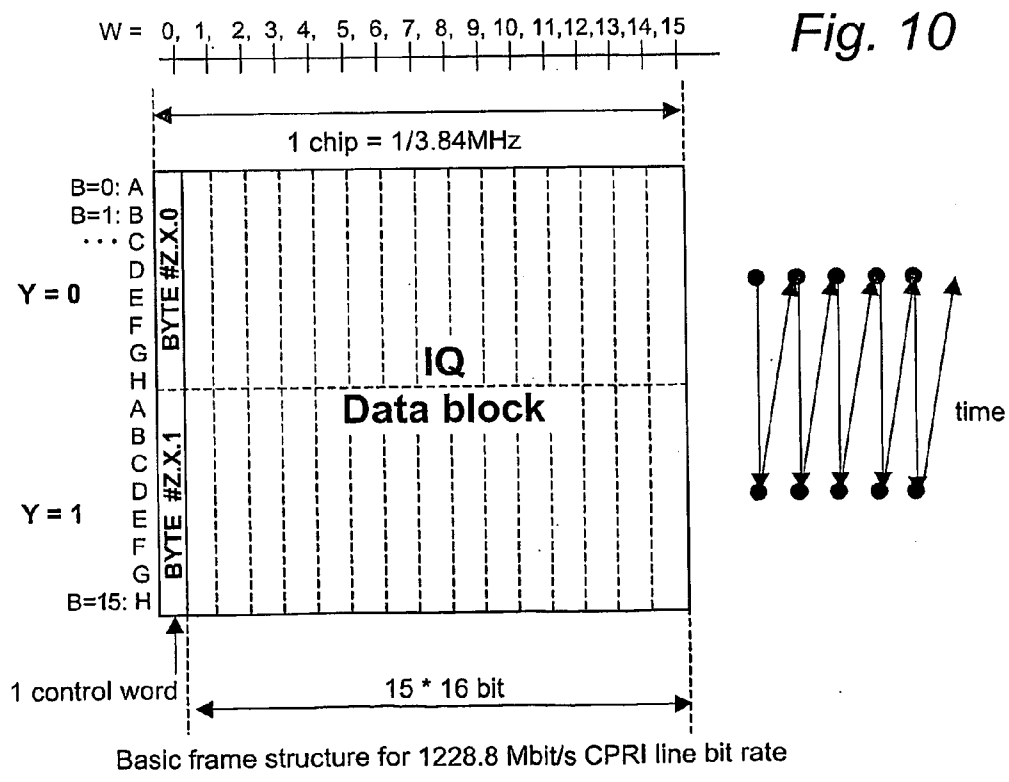 W = 0, 1, 2, 3, 4, 5, 6, 7, 8, 9, 10, 11,12,13,14,15
Fig. 10
1 chip = 1/3.84MHz
B=0: A
B=1: B
··· C
D
Y = 0
E
F
G
H
BYTE #Z.X.0
IQ
Data block
A
B
C
D
Y = 1
E
F
G
B=15: H
BYTE #Z.X.1
time
1 control word
15 * 16 bit
Basic frame structure for 1228.8 Mbit/s CPRI line bit rate